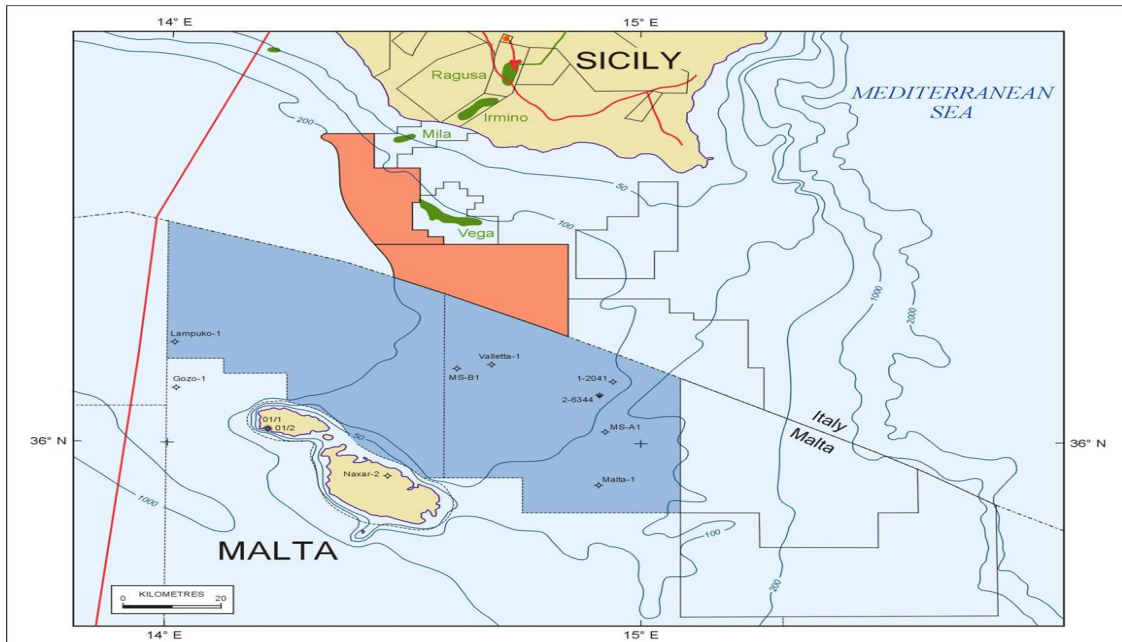 14° E
15° E
SICILY
Ragusa
Irmino
Mila
Vega
MEDITERRANEAN
SEA
200
50
100
1000
2000
Lampuko-1
Gozo-1
Valletta-1
MS-B1
1-2041
2-6344
MS-A1
Malta-1
Italy
Malta
36° N
36° N
01/1
01/2
50
Naxar-2
1000
MALTA
100
200
KILOMETRES
0
20
14° E
15° E